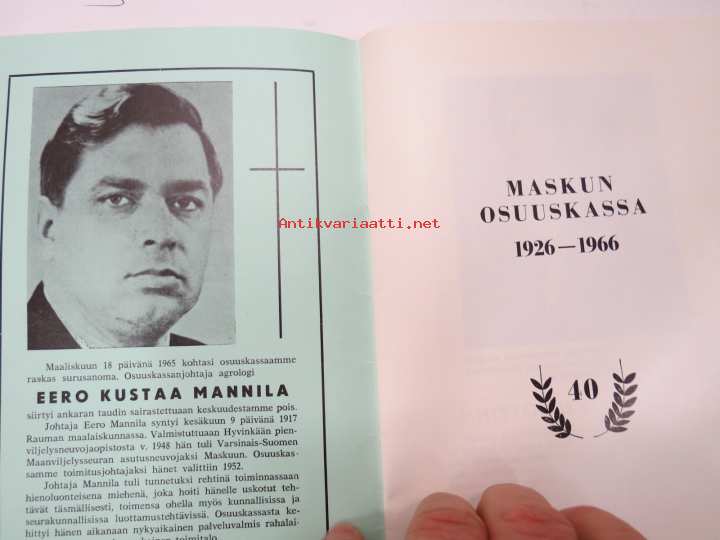 Maaliskuun 18 päivänä 1965 kohtasi osuuskassaamme
raskas surusanoma. Osuuskassanjohtaja agrologi
EERO KUSTAA MANNILA
siirtyi ankaran taudin sairastettuaan keskuudestamme pois.
Johtaja Eero Mannila syntyi kesäkuun 9 päivänä 1917
Rauman maalaiskunnassa. Valmistuttuaan Hyvinkään pien-
viljelysneuvojaopistosta v. 1948 hän tuli Varsinais-Suomen
Maanviljelysseuran asutusneuvojaksi Maskuun. Osuuskas-
samme toimitusjohtajaksi hänet valittiin 1952.
Johtaja Mannila tuli tunnetuksi rehtinä toiminnassaan
hienoluonteisena miehenä, joka hoiti hänelle uskotut teh-
tävät täsmällisesti, toimensa ohella myös kunnallisissa ja
seurakunnallisissa luottamustehtävissä. Osuuskassasta ke-
hittyi hänen aikanaan nykyaikainen palveluvalmis rahalai-
toimitalo.
Antikvariaatti.net
MASKUN
OSUUSKASSA
1926—1966
40